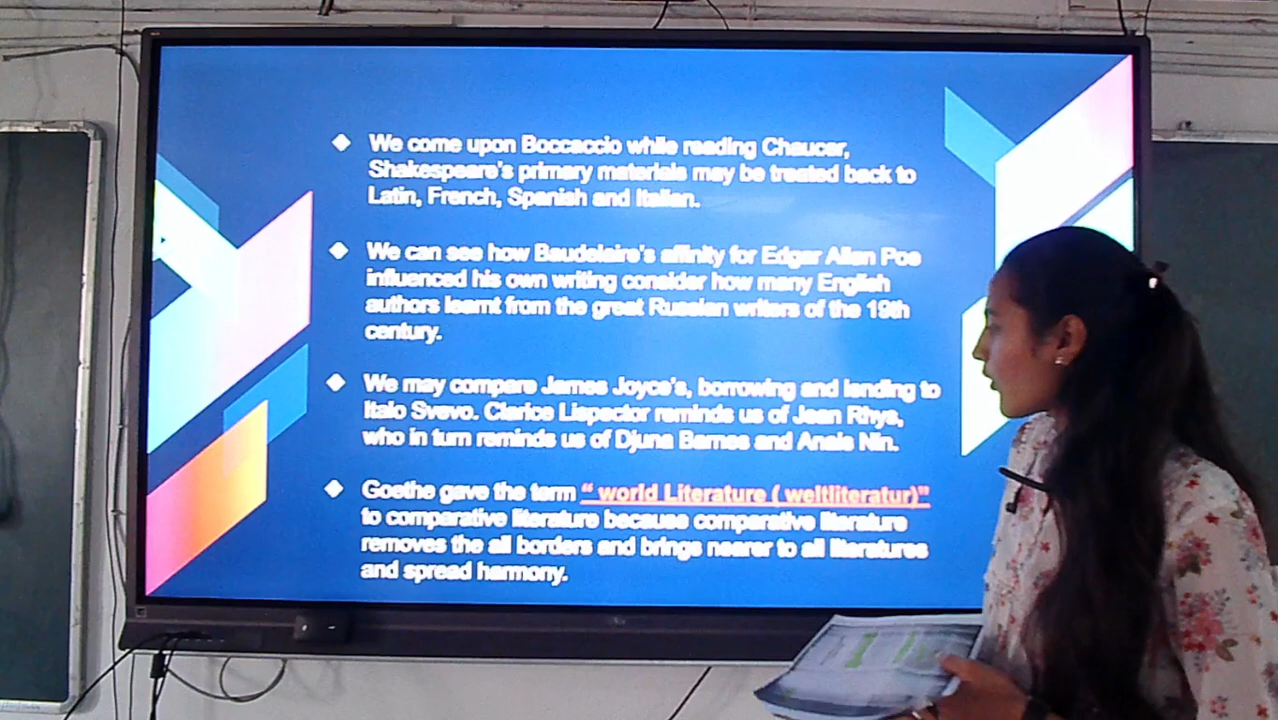 We come upon Boccaccio while reading Chaucer,
Shakespeare's primary materials may be treated back to
Latin, French, Spanish and Italian.
We can see how Baudelaire's affinity for Edgar Allan Poe
influenced his own writing consider how many English
authors learnt from the great Russian writers of the 19th
century.
We may compare James Joyce's, borrowing and lending to
Italo Svevo. Clarice Lispector reminds us of Jean Rhys,
who in turn reminds us of Djuna Barnes and Anais Nin.
Goethe gave the term “ world Literature ( weltliteratur)”
to comparative literature because comparative literature
removes the all borders and brings nearer to all literatures
and spread harmony.